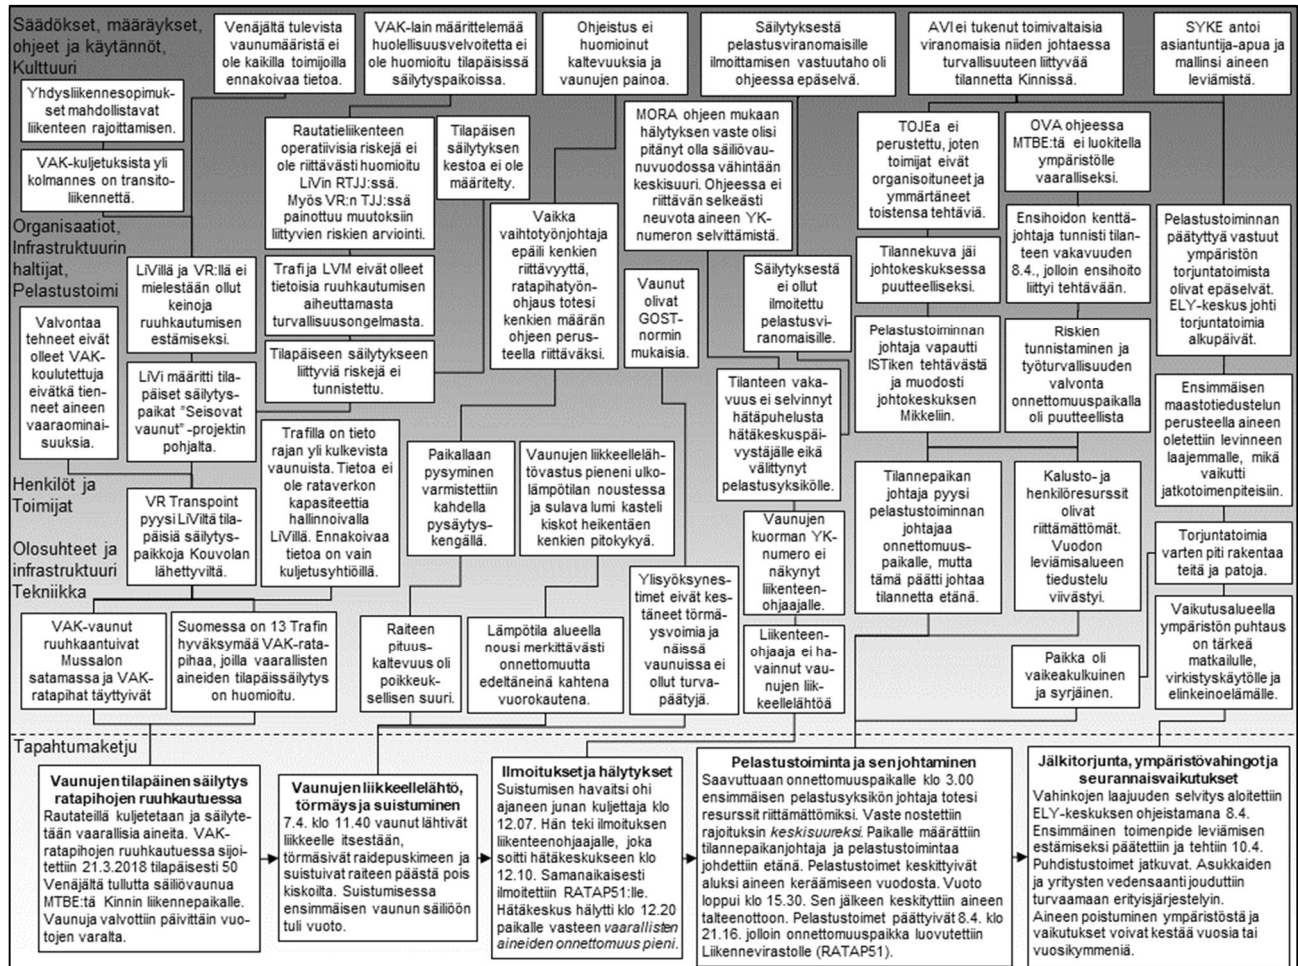 Säädökset, määräykset,
ohjeet ja käytännöt,
Kulttuuri
Venäjältä tulevista
vaunumääristä ei
ole kaikilla toimijoilla
ennakoivaa tietoa.
VAK-lain määrittelemää
huolellisuusvelvoitetta ei
ole huomioitu tilapäisissä
säilytyspaikoissa.
Ohjeistus ei
huomioinut
kaltevuuksia ja
vaunujen painoa.
Säilytyksestä
pelastusviranomaisille
ilmoittamisen vastuutaho oli
ohjeessa epäselvä.
AVI ei tukenut toimivaltaisia
viranomaisia niiden johtaessa
turvallisuuteen liittyvää
tilannetta Kinnissä.
SYKE antoi
asiantuntija-apua ja
mallinsi aineen
leviämistä.
Yhdysliikennesopimuk-
set mahdollistavat
liikenteen rajoittamisen.
VAK-kuljetuksista yli
kolmannes on transito-
liikennettä.
Rautatieliikenteen
operatiivisia riskejä ei
ole riittävästi huomioitu
LiVin RTJJ:ssä.
Myös VR:n TJJ:ssä
painottuu muutoksiin
liittyvien riskien arviointi.
Tilapäisen
säilytyksen
kestoa ei ole
määritelty.
MORA ohjeen mukaan
hälytyksen vaste olisi
pitänyt olla säiliövau-
nuvuodossa vähintään
keskisuuri. Ohjeessa ei
riittävän selkeästi
neuvota aineen YK-
numeron selvittämistä.
TOJEa ei
perustettu, joten
toimijat eivät
organisoituneet ja
ymmärtäneet
toistensa tehtäviä.
OVA ohjeessa
MTBE:tä ei luokitella
ympäristölle
vaaralliseksi.
Organisaatiot,
Infrastruktuurin
haltijat,
Pelastustoimi
LiVillä ja VR:llä ei
mielestään ollut
keinoja
ruuhkautumisen
estämiseksi.
Trafi ja LVM eivät olleet
tietoisia ruuhkautumisen
aiheuttamasta
turvallisuusongelmasta.
Vaikka
vaihtotyönjohtaja
epäili kenkien
riittävyyttä,
ratapihatyön-
ohjaus totesi
kenkien määrän
ohjeen perus-
teella riittäväksi.
Vaunut
olivat
GOST-
normin
mukaisia.
Säilytyksestä
ei ollut
ilmoitettu
pelastusvi-
ranomaisille.
Tilannekuva jäi
johtokeskuksessa
puutteelliseksi.
Ensihoidon kenttä-
johtaja tunnisti tilan-
teen vakavuuden
8.4., jolloin ensihoito
liittyi tehtävään.
Pelastustoiminnan
päätyttyä vastuut
ympäristön
torjuntatoimista
olivat epäselvät.
ELY-keskus johti
torjuntatoimia
alkupäivät.
Valvontaa
tehneet eivät
olleet VAK-
koulutettuja
eivätkä tien-
neet aineen
vaaraominai-
suuksia.
LiVi määritti tila-
päiset säilytys-
paikat "Seisovat
vaunut" -projektin
pohjalta.
Tilapäiseen säilytykseen
liittyviä riskejä ei
tunnistettu.
Pelastustoiminnan
johtaja vapautti
ISTIken tehtävästä
ja muodosti
johtokeskuksen
Mikkeliin.
Riskien
tunnistaminen ja
työturvallisuuden
valvonta
onnettomuuspaikalla
oli puutteellista
Tilanteen vaka-
vuus ei selvinnyt
hätäpuhelusta
hätäkeskuspäi-
vystäjälle eikä
välittynyt
pelastusyksikölle.
Ensimmäisen
maastotiedustelun
perusteella aineen
oletettiin levinneen
laajemmalle, mikä
vaikutti
jatkotoimenpiteisiin.
Henkilöt ja
Toimijat
VR Transpoint
pyysi LiViltä tila-
päisiä säilytys-
paikkoja Kouvolan
lähettyviltä.
Trafilla on tieto
rajan yli kulkevista
vaunuista. Tietoa ei
ole rataverkon
kapasiteettia
hallinnoivalla
LiVillä. Ennakoivaa
tietoa on vain
kuljetusyhtiöillä.
Paikallaan
pysyminen
varmistettiin
kahdella
pysäytys-
kengällä.
Vaunujen liikkeelleläh-
tövastus pieneni ulko-
lämpötilan noustessa
ja sulava lumi kasteli
kiskot heikentäen
kenkien pitokykyä.
Tilannepaikan
johtaja pyysi
pelastustoiminnan
johtajaa
onnettomuus-
paikalle, mutta
tämä päätti johtaa
tilannetta etänä.
Kalusto- ja
henkilöresurssit
olivat
riittämättömät.
Vuodon
leviämisalueen
tiedustelu
viivästyi.
Olosuhteet ja
infrastruktuuri
Tekniikka
Vaunujen
kuorman YK-
numero ei
näkynyt
liikenteen-
ohjaajalle.
Torjuntatoimia
varten piti rakentaa
teitä ja patoja.
VAK-vaunut
ruuhkaantuivat
Mussalon
satamassa ja VAK-
ratapihat täyttyivät
Suomessa on 13 Trafin
hyväksymää VAK-rata-
pihaa, joilla vaarallisten
aineiden tilapäissäilytys
on huomioitu.
Raiteen
pituus-
kaltevuus oli
poikkeuk-
sellisen suuri.
Lämpötila alueella
nousi merkittävästi
onnettomuutta
edeltäneinä kahtena
vuorokautena.
Ylisyöksynes-
timet eivät kes-
täneet törmä-
ysvoimia ja
näissä
vaunuissa ei
ollut turva-
päätyjä.
Liikenteen-
ohjaaja ei ha-
vainnut vau-
nujen liik-
keellelähtöä
Paikka oli
vaikeakulkuinen
ja syrjäinen.
Vaikutusalueella
ympäristön puhtaus
on tärkeä
matkailulle,
virkistyskäytölle ja
elinkeinoelämälle.
Tapahtumaketju
Vaunujen tilapäinen säilytys
ratapihojen ruuhkautuessa
Rautateillä kuljetetaan ja säilyte-
tään vaarallisia aineita. VAK-
ratapihojen ruuhkautuessa sijoi-
tettiin 21.3.2018 tilapäisesti 50
Venäjältä tullutta säiliövaunua
MTBE:tä Kinnin liikennepaikalle.
Vaunuja valvottiin päivittäin vuo-
tojen varalta.
Vaunujen liikkeellelähtö,
törmäys ja suistuminen
7.4. klo 11.40 vaunut lähtivät
liikkeelle itsestään,
törmäsivät raidepuskimeen ja
suistuivat raiteen päästä pois
kiskoilta. Suistumisessa
ensimmäisen vaunun säiliöön
tuli vuoto.
Ilmoitukset ja hälytykset
Suistumisen havaitsi ohi
ajaneen junan kuljettaja klo
12.07. Hän teki ilmoituksen
liikenteenohjaajalle, joka
soitti hätäkeskukseen klo
12.10. Samanaikaisesti
ilmoitettiin RATAP51:lle.
Hätäkeskus hälytti klo 12.20
paikalle vasteen vaarallisten
aineiden onnettomuus pieni.
Pelastustoiminta ja sen johtaminen
Saavuttuaan onnettomuuspaikalle klo 3.00
ensimmäisen pelastusyksikön johtaja totesi
resurssit riittämättömiksi. Vaste nostettiin
rajoituksin keskisuureksi. Paikalle määrättiin
tilannepaikanjohtaja ja pelastustoimintaa
johdettiin etänä. Pelastustoimet keskittyivät
aluksi aineen keräämiseen vuodosta. Vuoto
loppui klo 15.30. Sen jälkeen keskityttiin aineen
talteenottoon. Pelastustoimet päättyivät 8.4. klo
21.16. jolloin onnettomuuspaikka luovutettiin
Liikennevirastolle (RATAP51).
Jälkitorjunta, ympäristövahingot ja
seurannaisvaikutukset
Vahinkojen laajuuden selvitys aloitettiin
ELY-keskuksen ohjeistamana 8.4.
Ensimmäinen toimenpide leviämisen
estämiseksi päätettiin ja tehtiin 10.4.
Puhdistustoimet jatkuvat. Asukkaiden
ja yritysten vedensaanti jouduttiin
turvaamaan erityisjärjestelyin.
Aineen poistuminen ympäristöstä ja
vaikutukset voivat kestää vuosia tai
vuosikymmeniä.